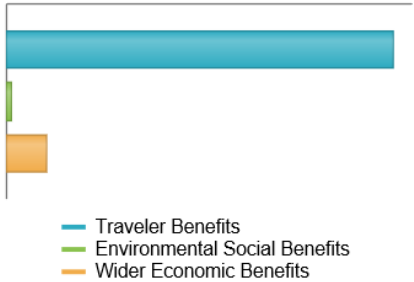 Traveler Benefits
Environmental Social Benefits
Wider Economic Benefits